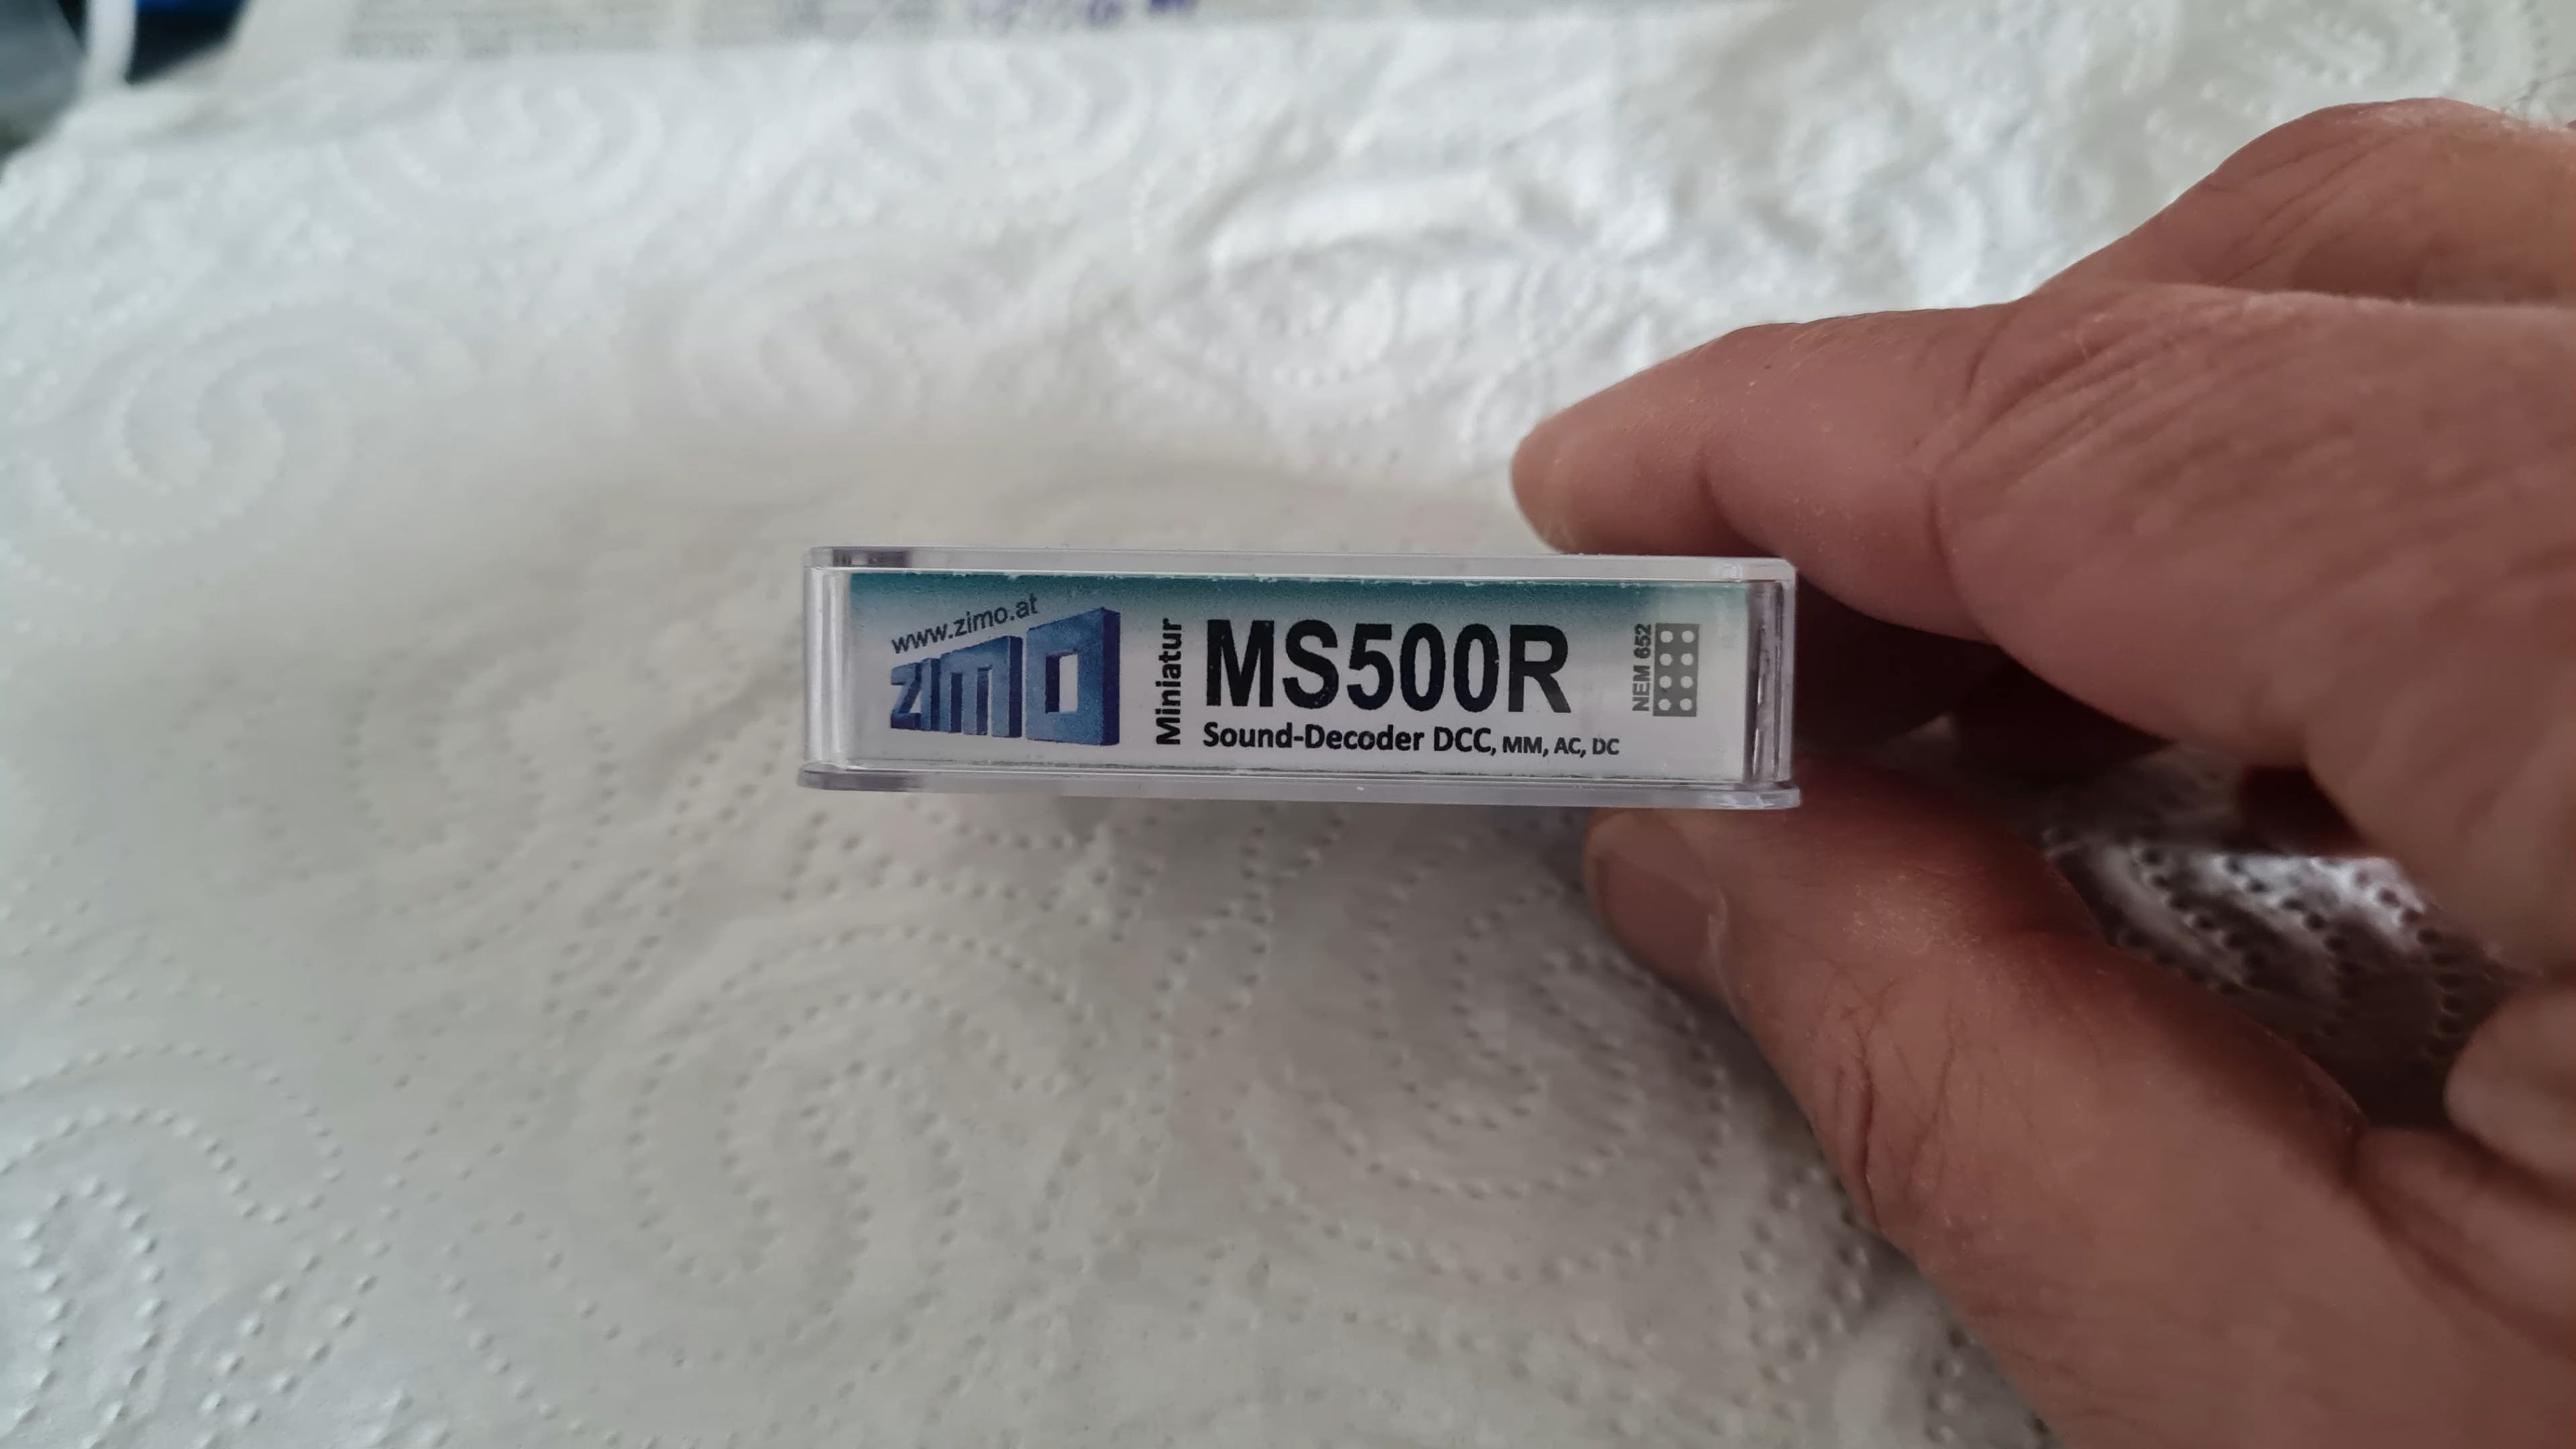 www.zimo.at
ZIMO
Miniatur
MS500R
Sound-Decoder DCC, MM, AC, DC
NEM 652